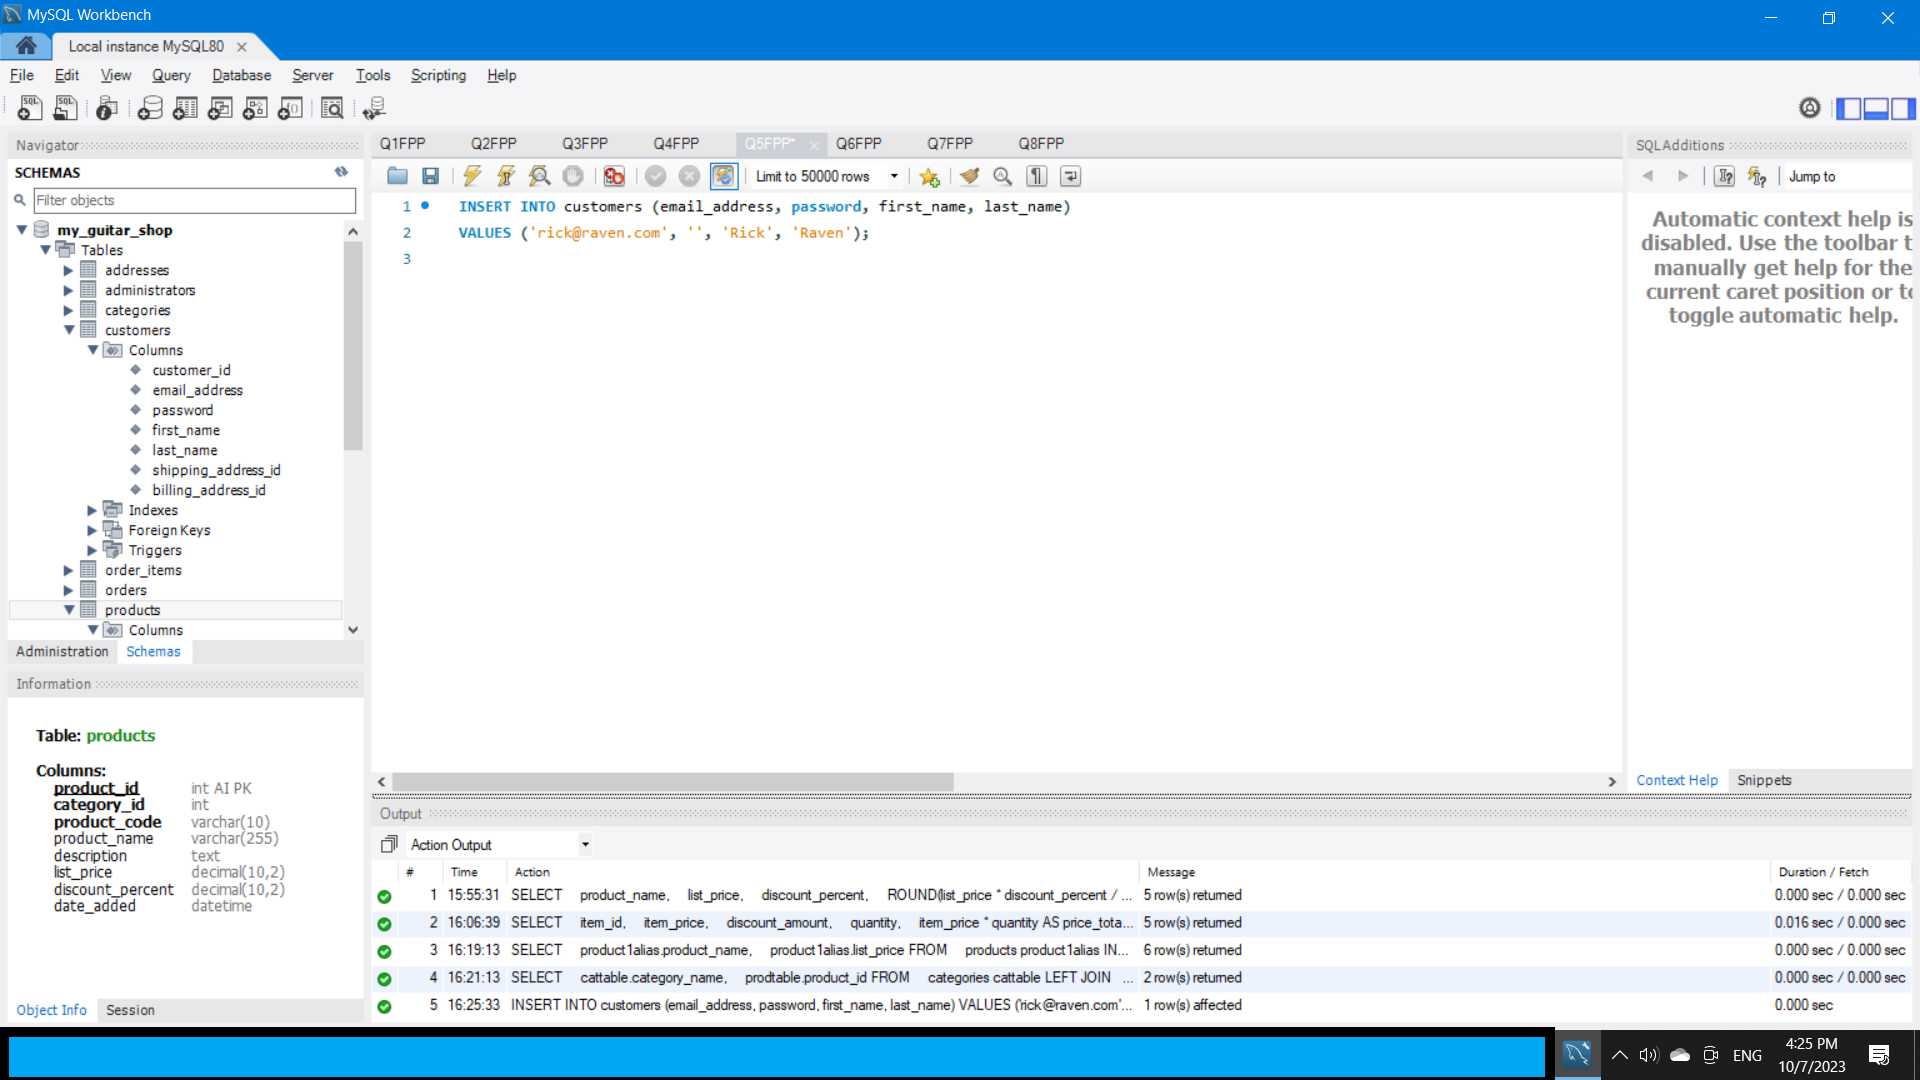 MySQL Workbench
Local instance MySQL80
File Edit View Query Database Server Tools Scripting Help
Navigator
SCHEMAS
Filter objects
my_guitar_shop
Tables
addresses
administrators
categories
customers
Columns
customer_id
email_address
password
first_name
last_name
shipping_address_id
billing_address_id
Indexes
Foreign Keys
Triggers
order_items
orders
products
Columns
Administration Schemas
Information
Table: products
Columns:
product_id int AI PK
category_id int
product_code varchar(10)
product_name varchar(255)
description text
list_price decimal(10,2)
discount_percent decimal(10,2)
date_added datetime
Object Info Session
Q1FPP Q2FPP Q3FPP Q4FPP Q5FPP* Q6FPP Q7FPP Q8FPP
Limit to 50000 rows
1 INSERT INTO customers (email_address, password, first_name, last_name)
2 VALUES ('rick@raven.com', '', 'Rick', 'Raven');
3
SQLAdditions
Jump to
Automatic context help is
disabled. Use the toolbar t
manually get help for the
current caret position or to
toggle automatic help.
Context Help Snippets
Output
Action Output
# Time Action Message Duration / Fetch
1 15:55:31 SELECT product_name, list_price, discount_percent, ROUND(list_price * discount_percent / ... 5 row(s) returned 0.000 sec / 0.000 sec
2 16:06:39 SELECT item_id, item_price, discount_amount, quantity, item_price * quantity AS price_tota... 5 row(s) returned 0.016 sec / 0.000 sec
3 16:19:13 SELECT product1alias.product_name, product1alias.list_price FROM products product1alias IN... 6 row(s) returned 0.000 sec / 0.000 sec
4 16:21:13 SELECT cattable.category_name, prodtable.product_id FROM categories cattable LEFT JOIN ... 2 row(s) returned 0.000 sec / 0.000 sec
5 16:25:33 INSERT INTO customers (email_address, password, first_name, last_name) VALUES ('rick@raven.com'... 1 row(s) affected 0.000 sec
ENG
4:25 PM
10/7/2023